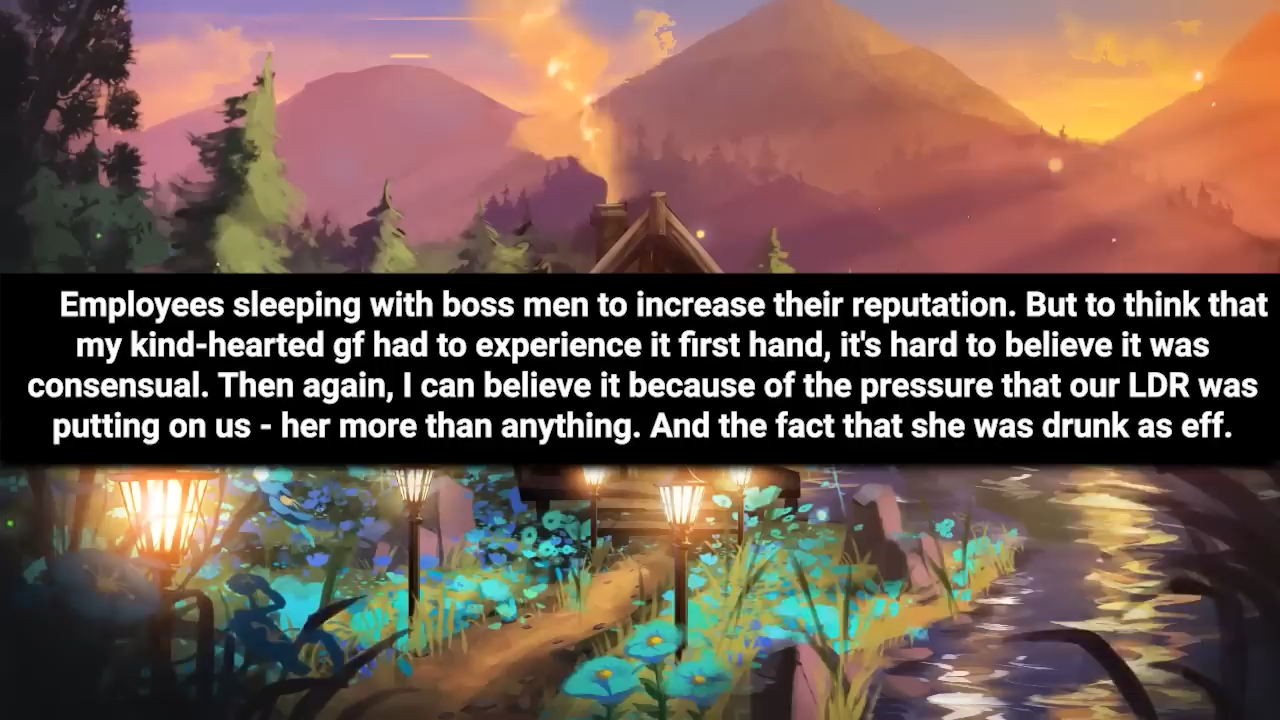 Employees sleeping with boss men to increase their reputation. But to think that
my kind-hearted gf had to experience it first hand, it's hard to believe it was
consensual. Then again, I can believe it because of the pressure that our LDR was
putting on us - her more than anything. And the fact that she was drunk as eff.